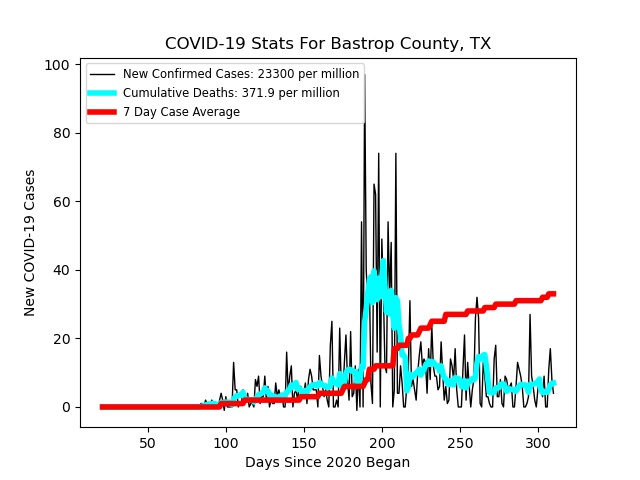 COVID-19 Stats For Bastrop County, TX
New Confirmed Cases: 23300 per million
Cumulative Deaths: 371.9 per million
7 Day Case Average
New COVID-19 Cases
100
80
60
40
20
0
50 100 150 200 250 300
Days Since 2020 Began